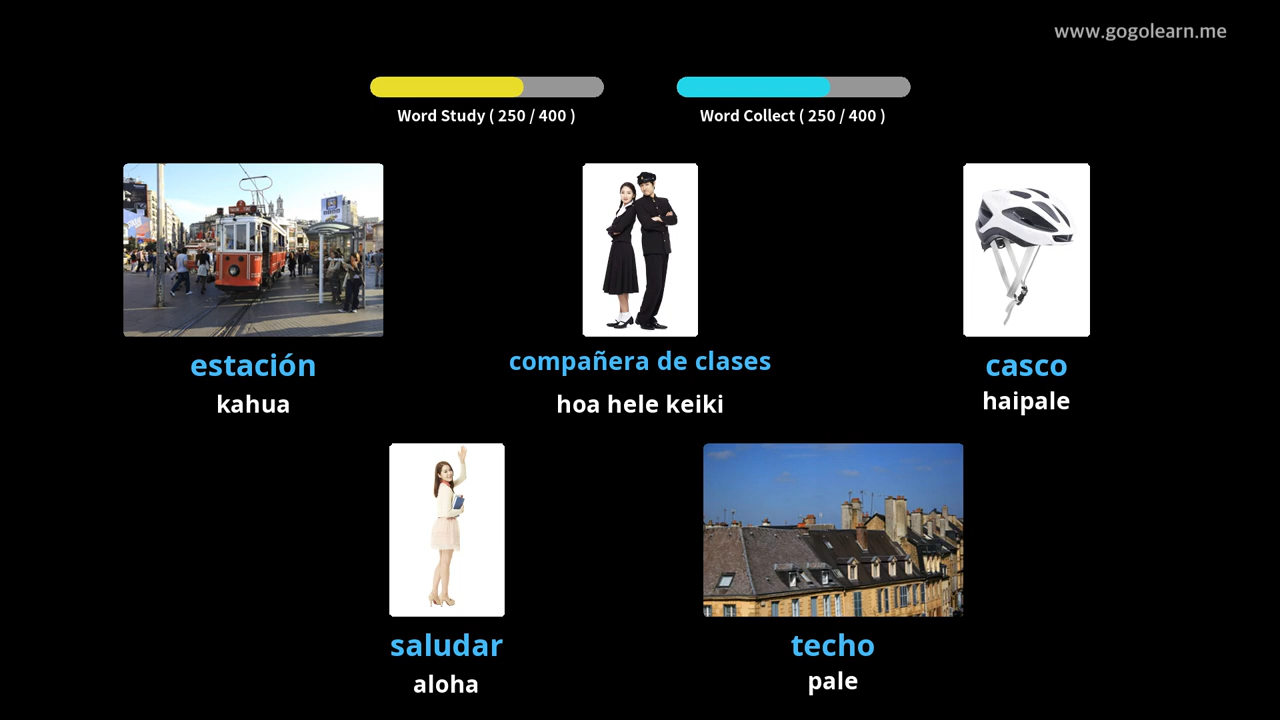 www.gogolearn.me
Word Study ( 250 / 400 )
Word Collect ( 250 / 400 )
estación
compañera de clases
casco
kahua
hoa hele keiki
haipale
saludar
techo
aloha
pale